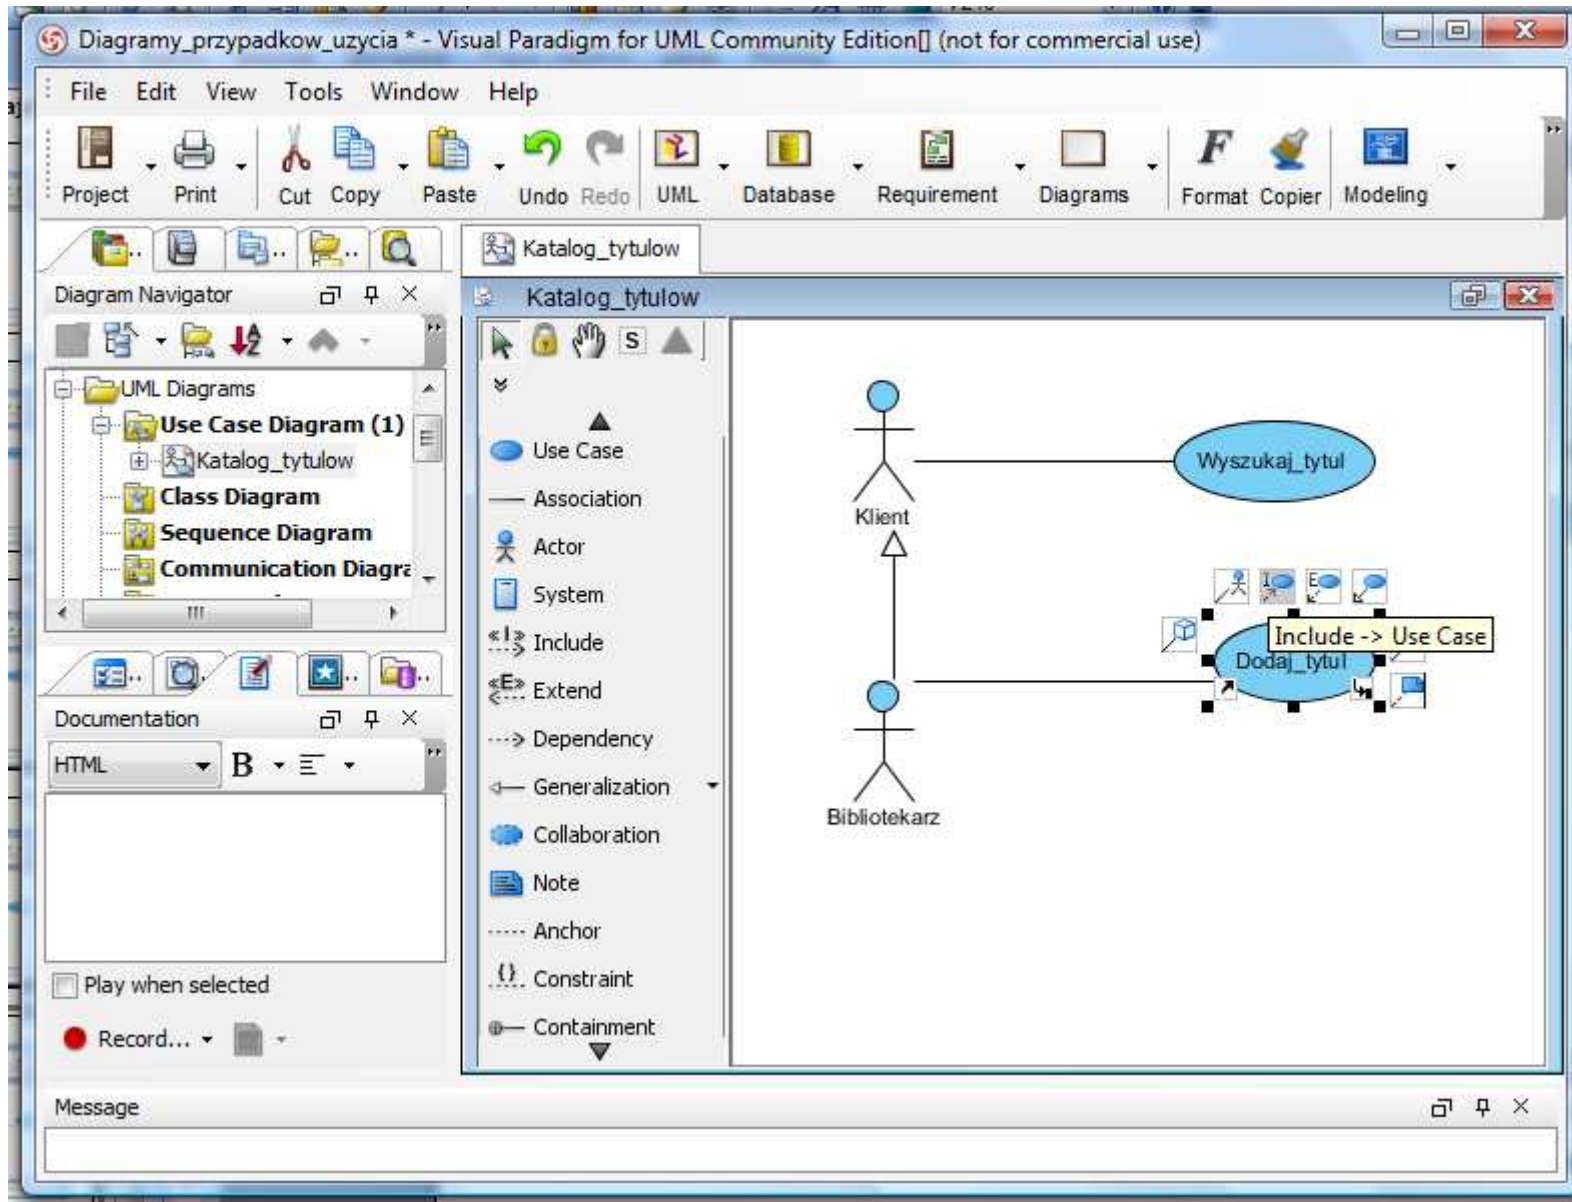 Diagramy_przypadkow_uzycia * - Visual Paradigm for UML Community Edition[] (not for commercial use)
File Edit View Tools Window Help
Project Print Cut Copy Paste Undo Redo UML Database Requirement Diagrams Format Copier Modeling
Katalog_tytulow
Diagram Navigator
Katalog_tytulow
UML Diagrams
Use Case Diagram (1)
Katalog_tytulow
Class Diagram
Sequence Diagram
Communication Diagra
S
Use Case
Association
Actor
System
«I» Include
«E» Extend
Dependency
Generalization
Collaboration
Note
Anchor
{} Constraint
Containment
Wyszukaj_tytul
Klient
I E
Include -> Use Case
Dodaj_tytul
Bibliotekarz
Documentation
HTML B
Play when selected
Record...
Message